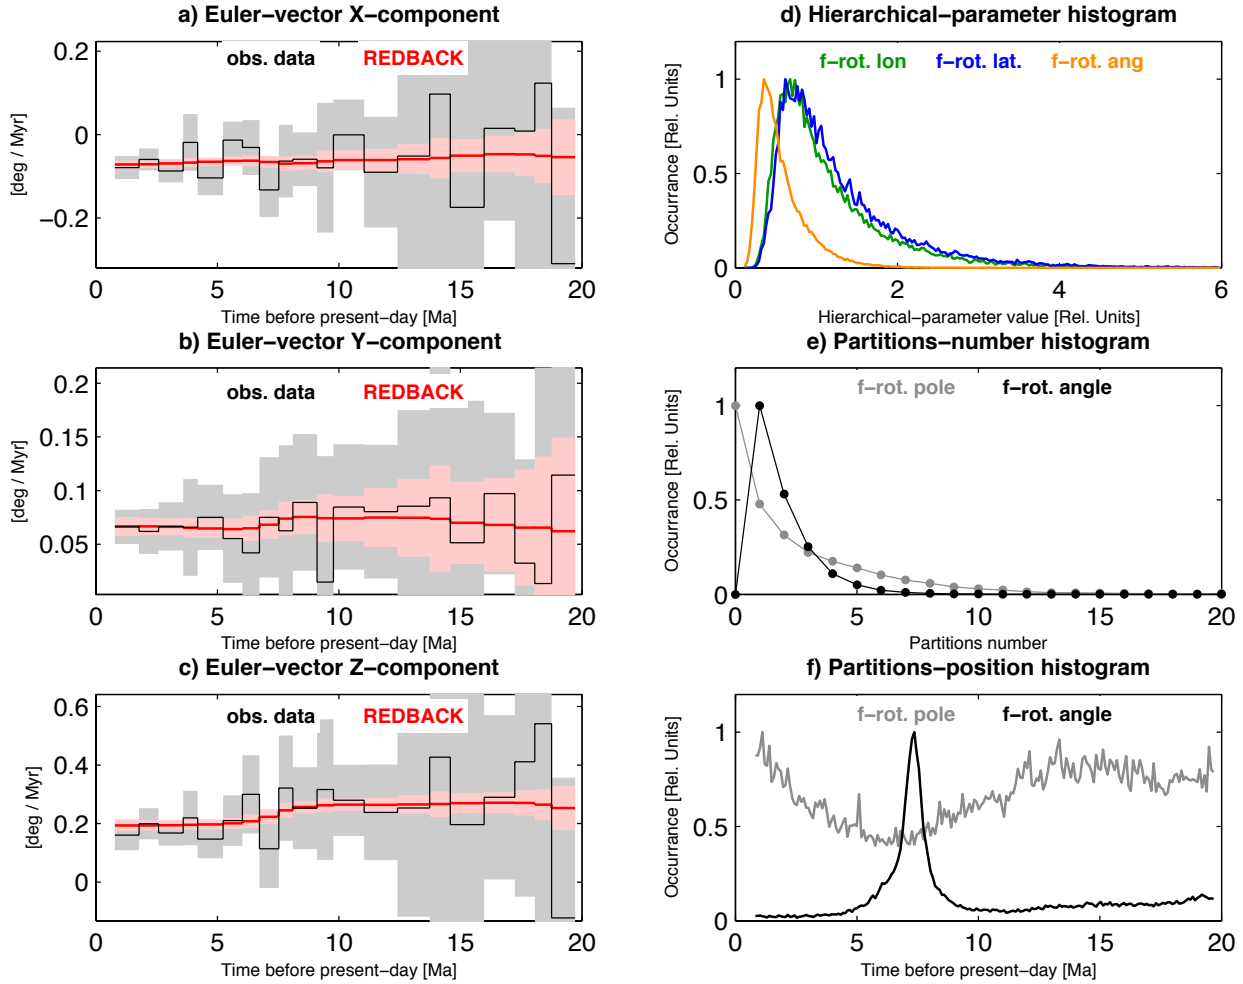 a) Euler−vector X−component
obs. data REDBACK
[deg / Myr]
0.2
0
−0.2
0 5 10 15 20
Time before present−day [Ma]
b) Euler−vector Y−component
obs. data REDBACK
[deg / Myr]
0.2
0.15
0.1
0.05
0 5 10 15 20
Time before present−day [Ma]
c) Euler−vector Z−component
obs. data REDBACK
[deg / Myr]
0.6
0.4
0.2
0
0 5 10 15 20
Time before present−day [Ma]
d) Hierarchical−parameter histogram
f−rot. lon f−rot. lat. f−rot. ang
Occurrance [Rel. Units]
1
0.5
0
0 2 4 6
Hierarchical−parameter value [Rel. Units]
e) Partitions−number histogram
f−rot. pole f−rot. angle
Occurrance [Rel. Units]
1
0.5
0
0 5 10 15 20
Partitions number
f) Partitions−position histogram
f−rot. pole f−rot. angle
Occurrance [Rel. Units]
1
0.5
0
0 5 10 15 20
Time before present−day [Ma]